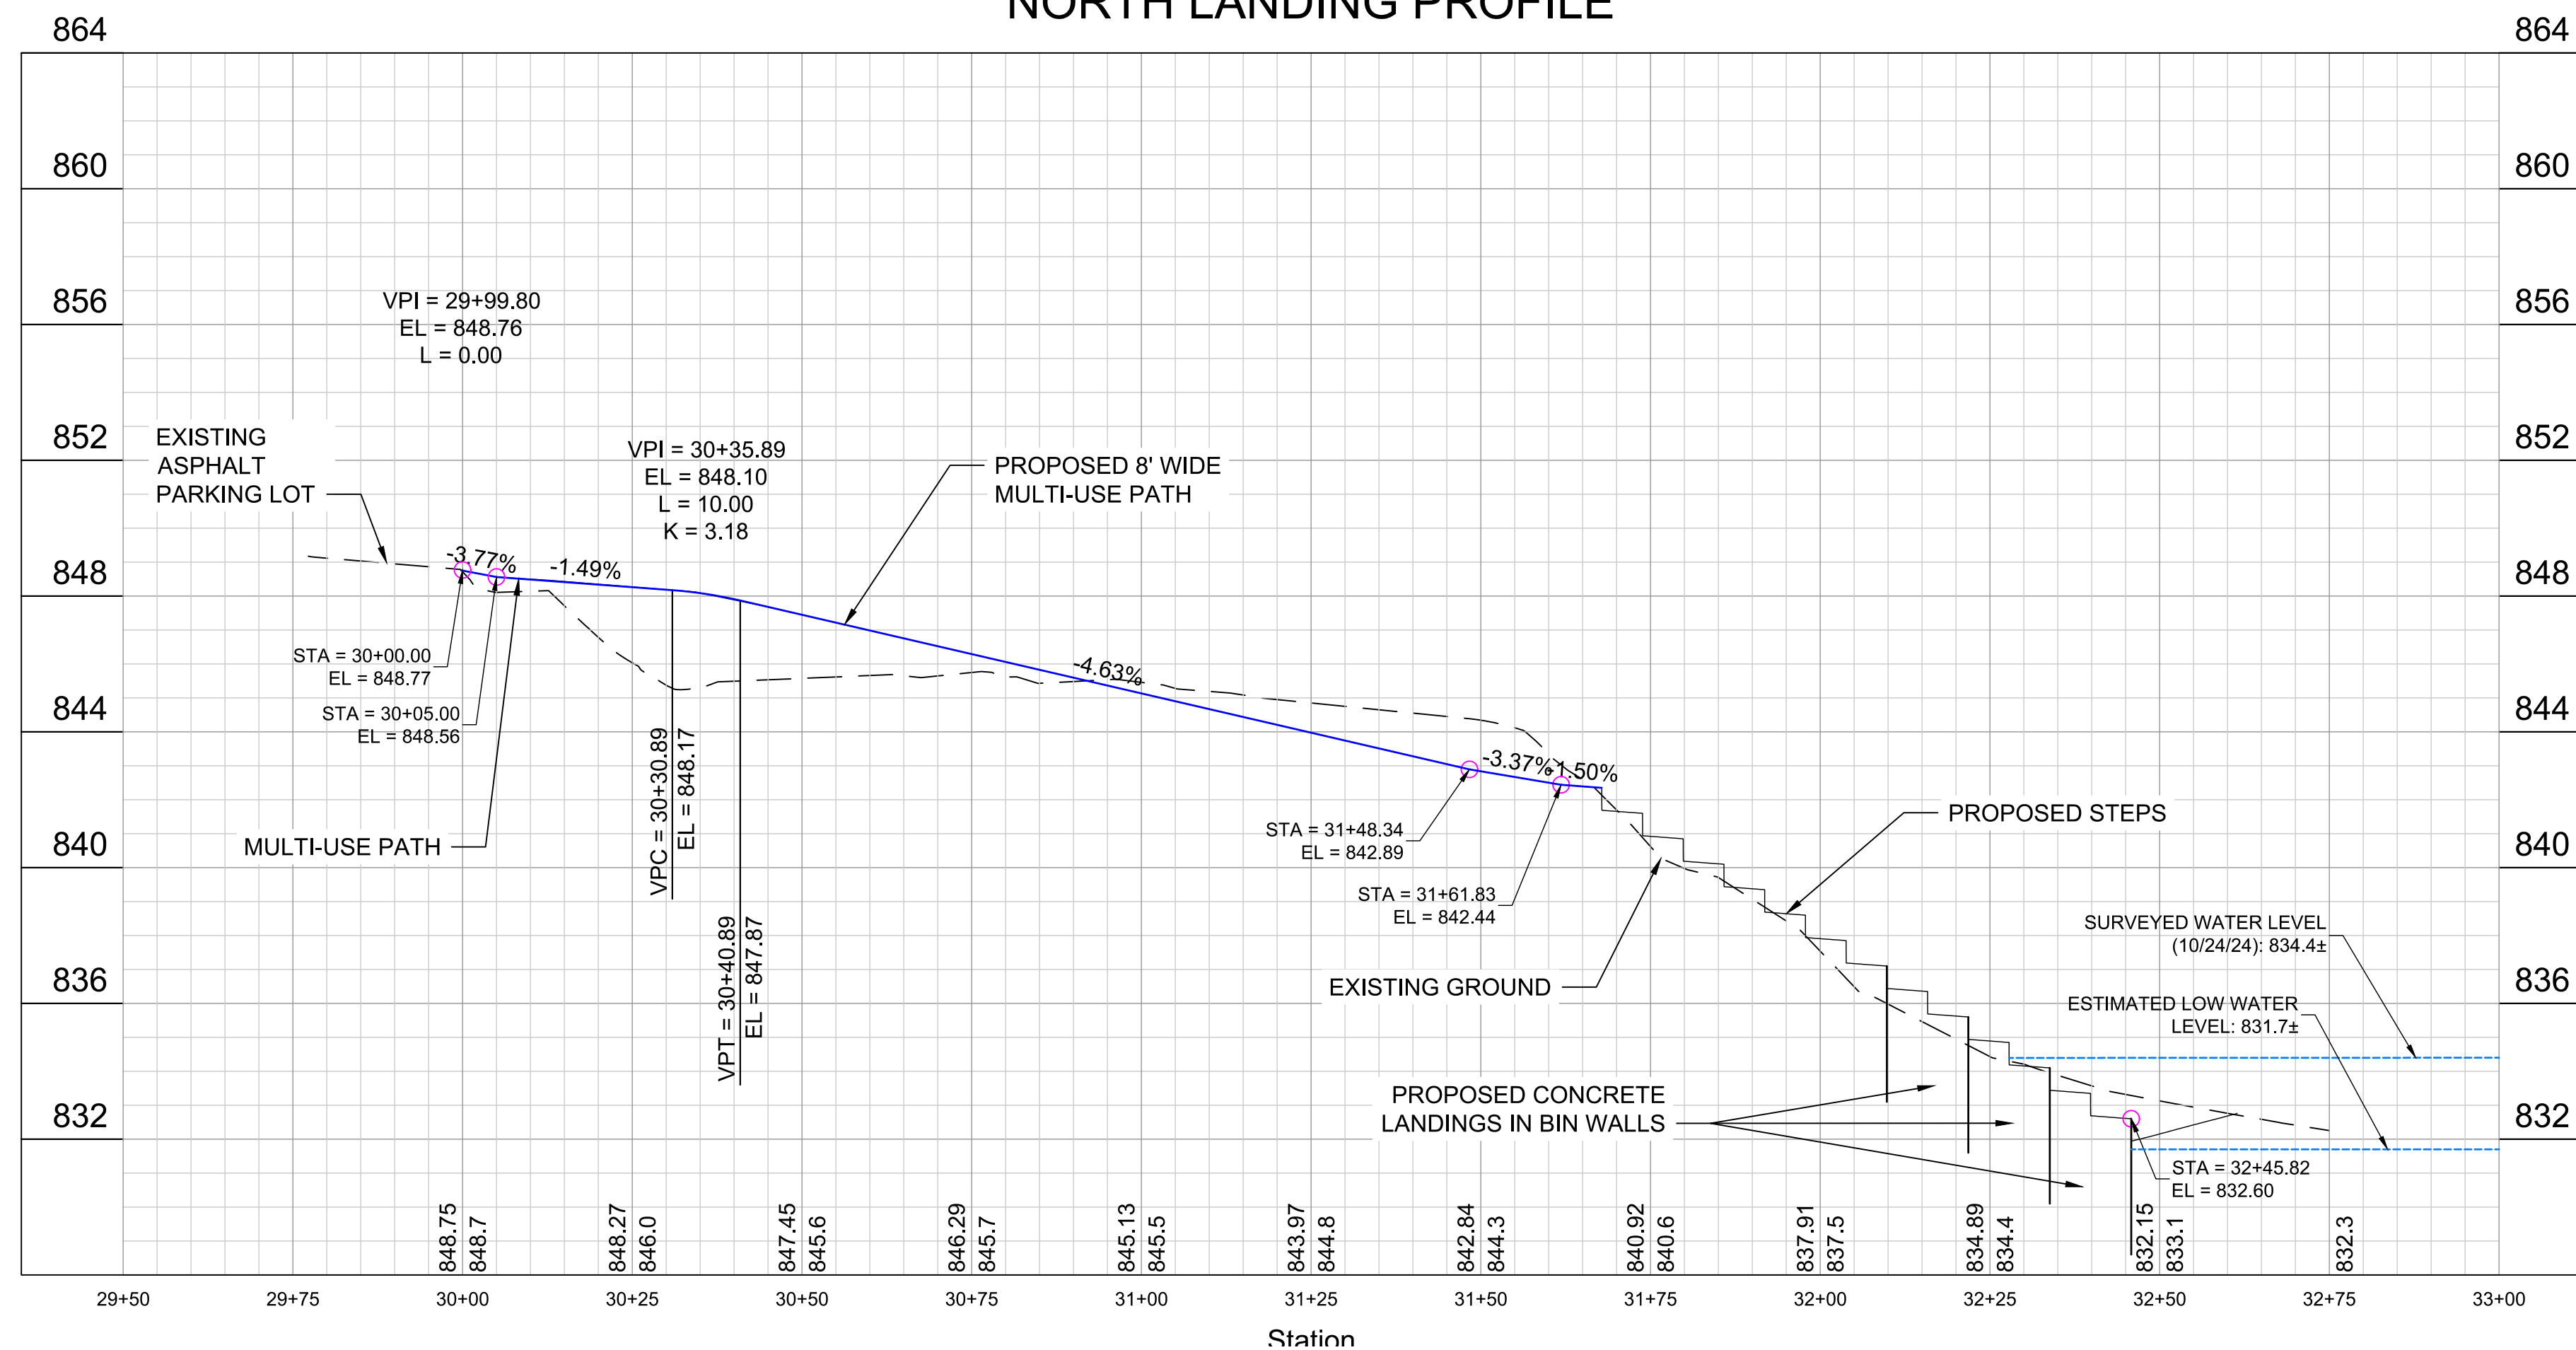 NORTH LANDING PROFILE
864
864
860
860
856
856
852
852
848
848
844
844
840
840
836
836
832
832
VPI = 29+99.80
EL = 848.76
L = 0.00
EXISTING
ASPHALT
PARKING LOT
VPI = 30+35.89
EL = 848.10
L = 10.00
K = 3.18
PROPOSED 8' WIDE
MULTI-USE PATH
-3.77%
-1.49%
-4.63%
-3.37%
-1.50%
STA = 30+00.00
EL = 848.77
STA = 30+05.00
EL = 848.56
MULTI-USE PATH
VPC = 30+30.89
EL = 848.17
VPT = 30+40.89
EL = 847.87
STA = 31+48.34
EL = 842.89
STA = 31+61.83
EL = 842.44
EXISTING GROUND
PROPOSED STEPS
SURVEYED WATER LEVEL
(10/24/24): 834.4±
ESTIMATED LOW WATER
LEVEL: 831.7±
PROPOSED CONCRETE
LANDINGS IN BIN WALLS
STA = 32+45.82
EL = 832.60
848.75
848.7
848.27
846.0
847.45
845.6
846.29
845.7
845.13
845.5
843.97
844.8
842.84
844.3
840.92
840.6
837.91
837.5
834.89
834.4
832.15
833.1
832.3
29+50
29+75
30+00
30+25
30+50
30+75
31+00
31+25
31+50
31+75
32+00
32+25
32+50
32+75
33+00
Station